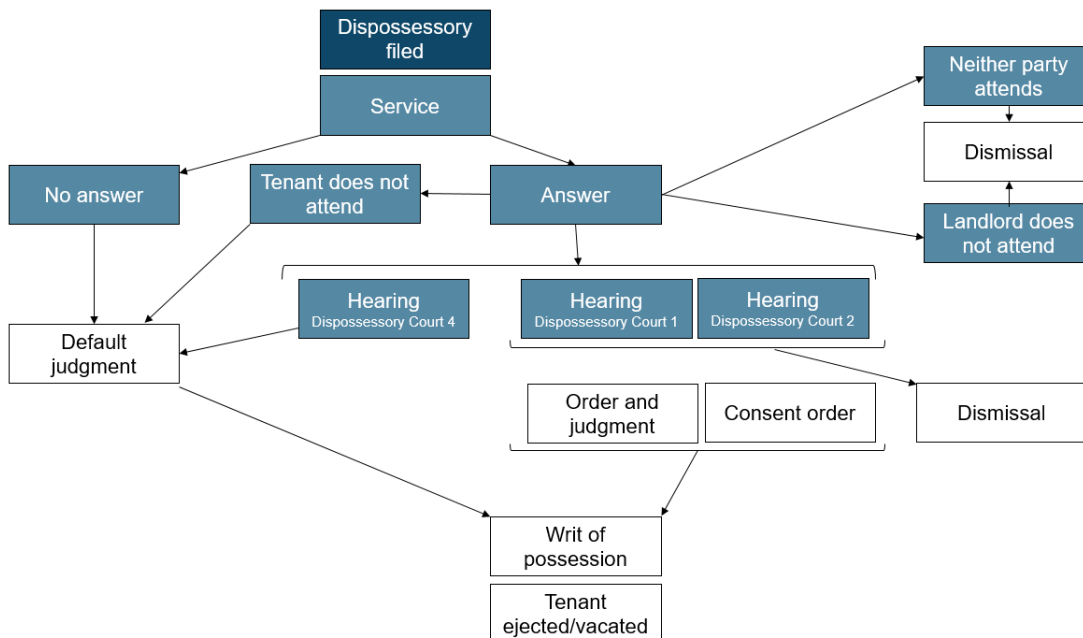 Dispossessory
filed
Service
Neither party
attends
Dismissal
No answer
Tenant does not
attend
Answer
Landlord does
not attend
Hearing
Dispossessory Court 4
Hearing
Dispossessory Court 1
Hearing
Dispossessory Court 2
Default
judgment
Order and
judgment
Consent order
Dismissal
Writ of
possession
Tenant
ejected/vacated